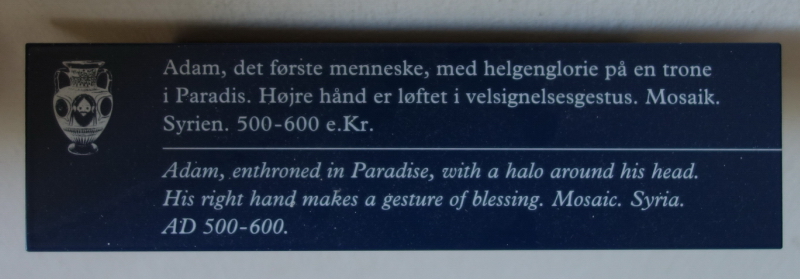 Adam, det første menneske, med helgenglorie på en trone
i Paradis. Højre hånd er løftet i velsignelsesgestus. Mosaik.
Syrien. 500-600 e.Kr.
Adam, enthroned in Paradise, with a halo around his head.
His right hand makes a gesture of blessing. Mosaic. Syria.
AD 500-600.